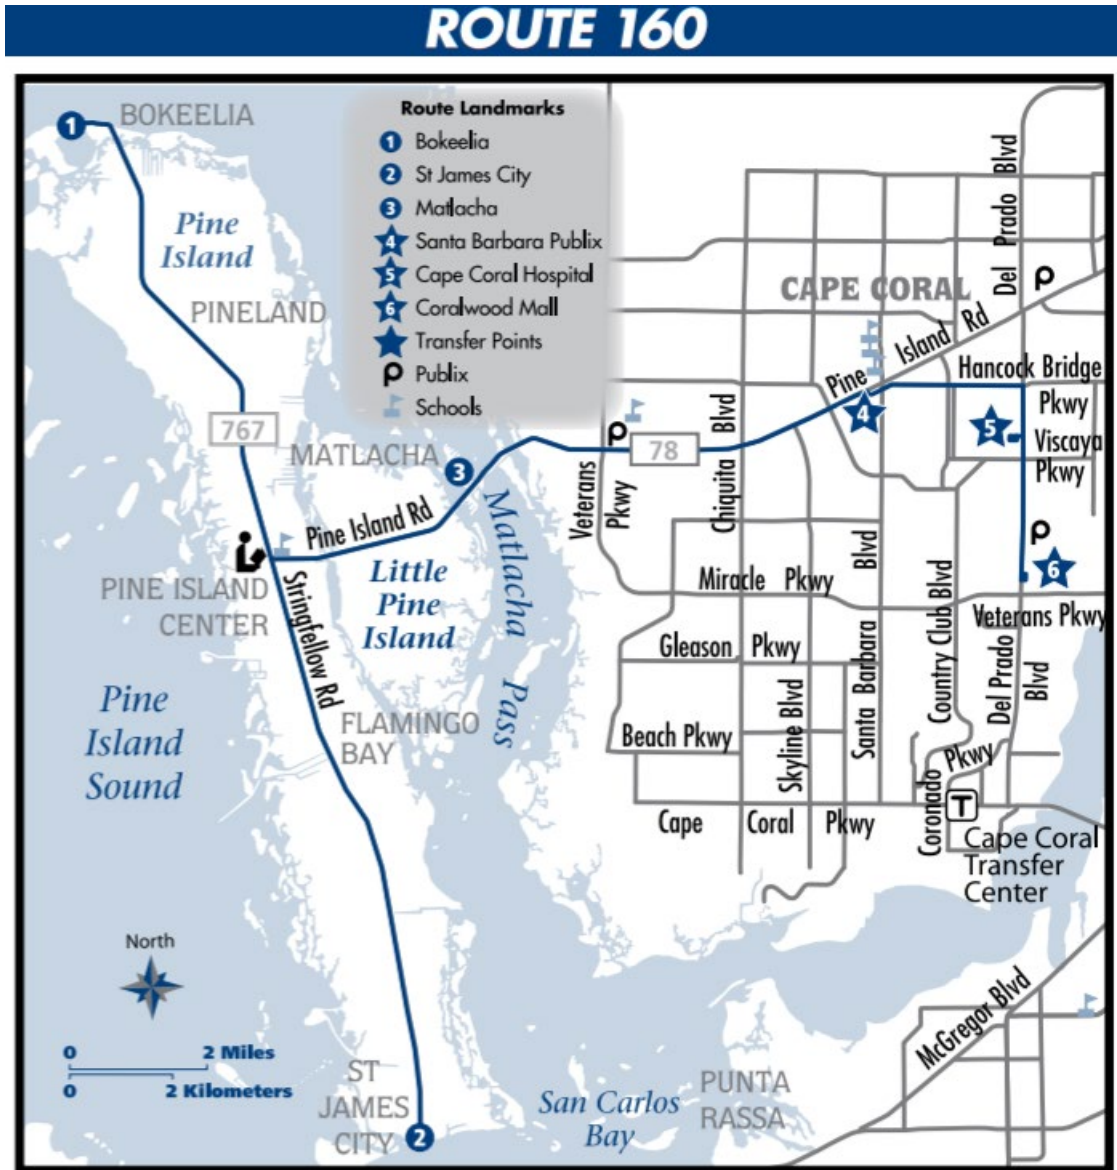 ROUTE 160
Route Landmarks
1 Bokeelia
2 St James City
3 Matlacha
4 Santa Barbara Publix
5 Cape Coral Hospital
6 Coralwood Mall
Transfer Points
P Publix
Schools
1
BOKEELIA
Pine
Island
PINELAND
767
MATLACHA
3
Pine Island Rd
PINE ISLAND
CENTER
Little
Pine
Island
Stringfellow Rd
Matlacha
Pass
FLAMINGO
BAY
Pine
Island
Sound
North
0 2 Miles
0 2 Kilometers
ST
JAMES
CITY
2
San Carlos
Bay
PUNTA
RASSA
McGregor Blvd
CAPE CORAL
Del Prado Blvd
P
Pine Island Rd
Hancock Bridge
Pkwy
4
5
Viscaya
Pkwy
P
78
Veterans
Pkwy
Chiquita Blvd
P
6
Miracle Pkwy
Veterans Pkwy
Gleason Pkwy
Beach Pkwy
Skyline Blvd
Santa Barbara Blvd
Country Club Blvd
Del Prado
Blvd
Coronado Pkwy
Cape Coral Pkwy
T
Cape Coral
Transfer
Center